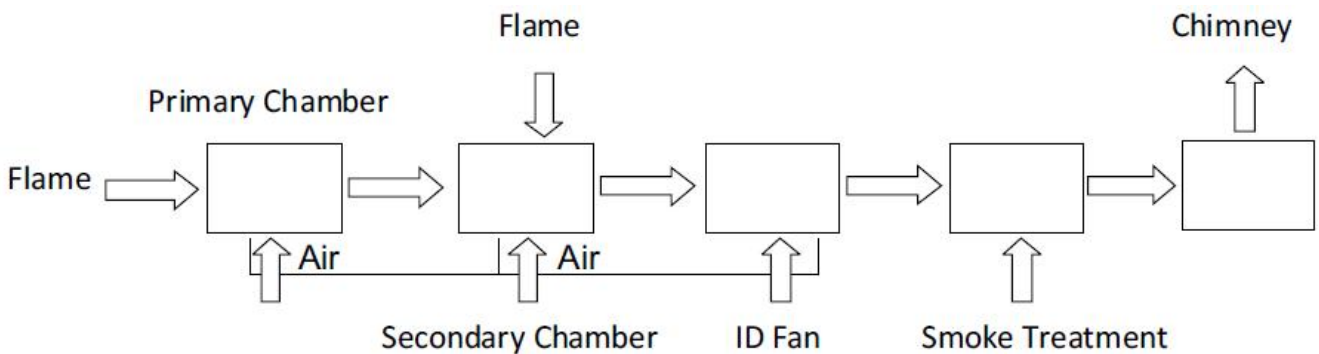 Flame
Chimney
Primary Chamber
Flame
Air
Air
Secondary Chamber
ID Fan
Smoke Treatment